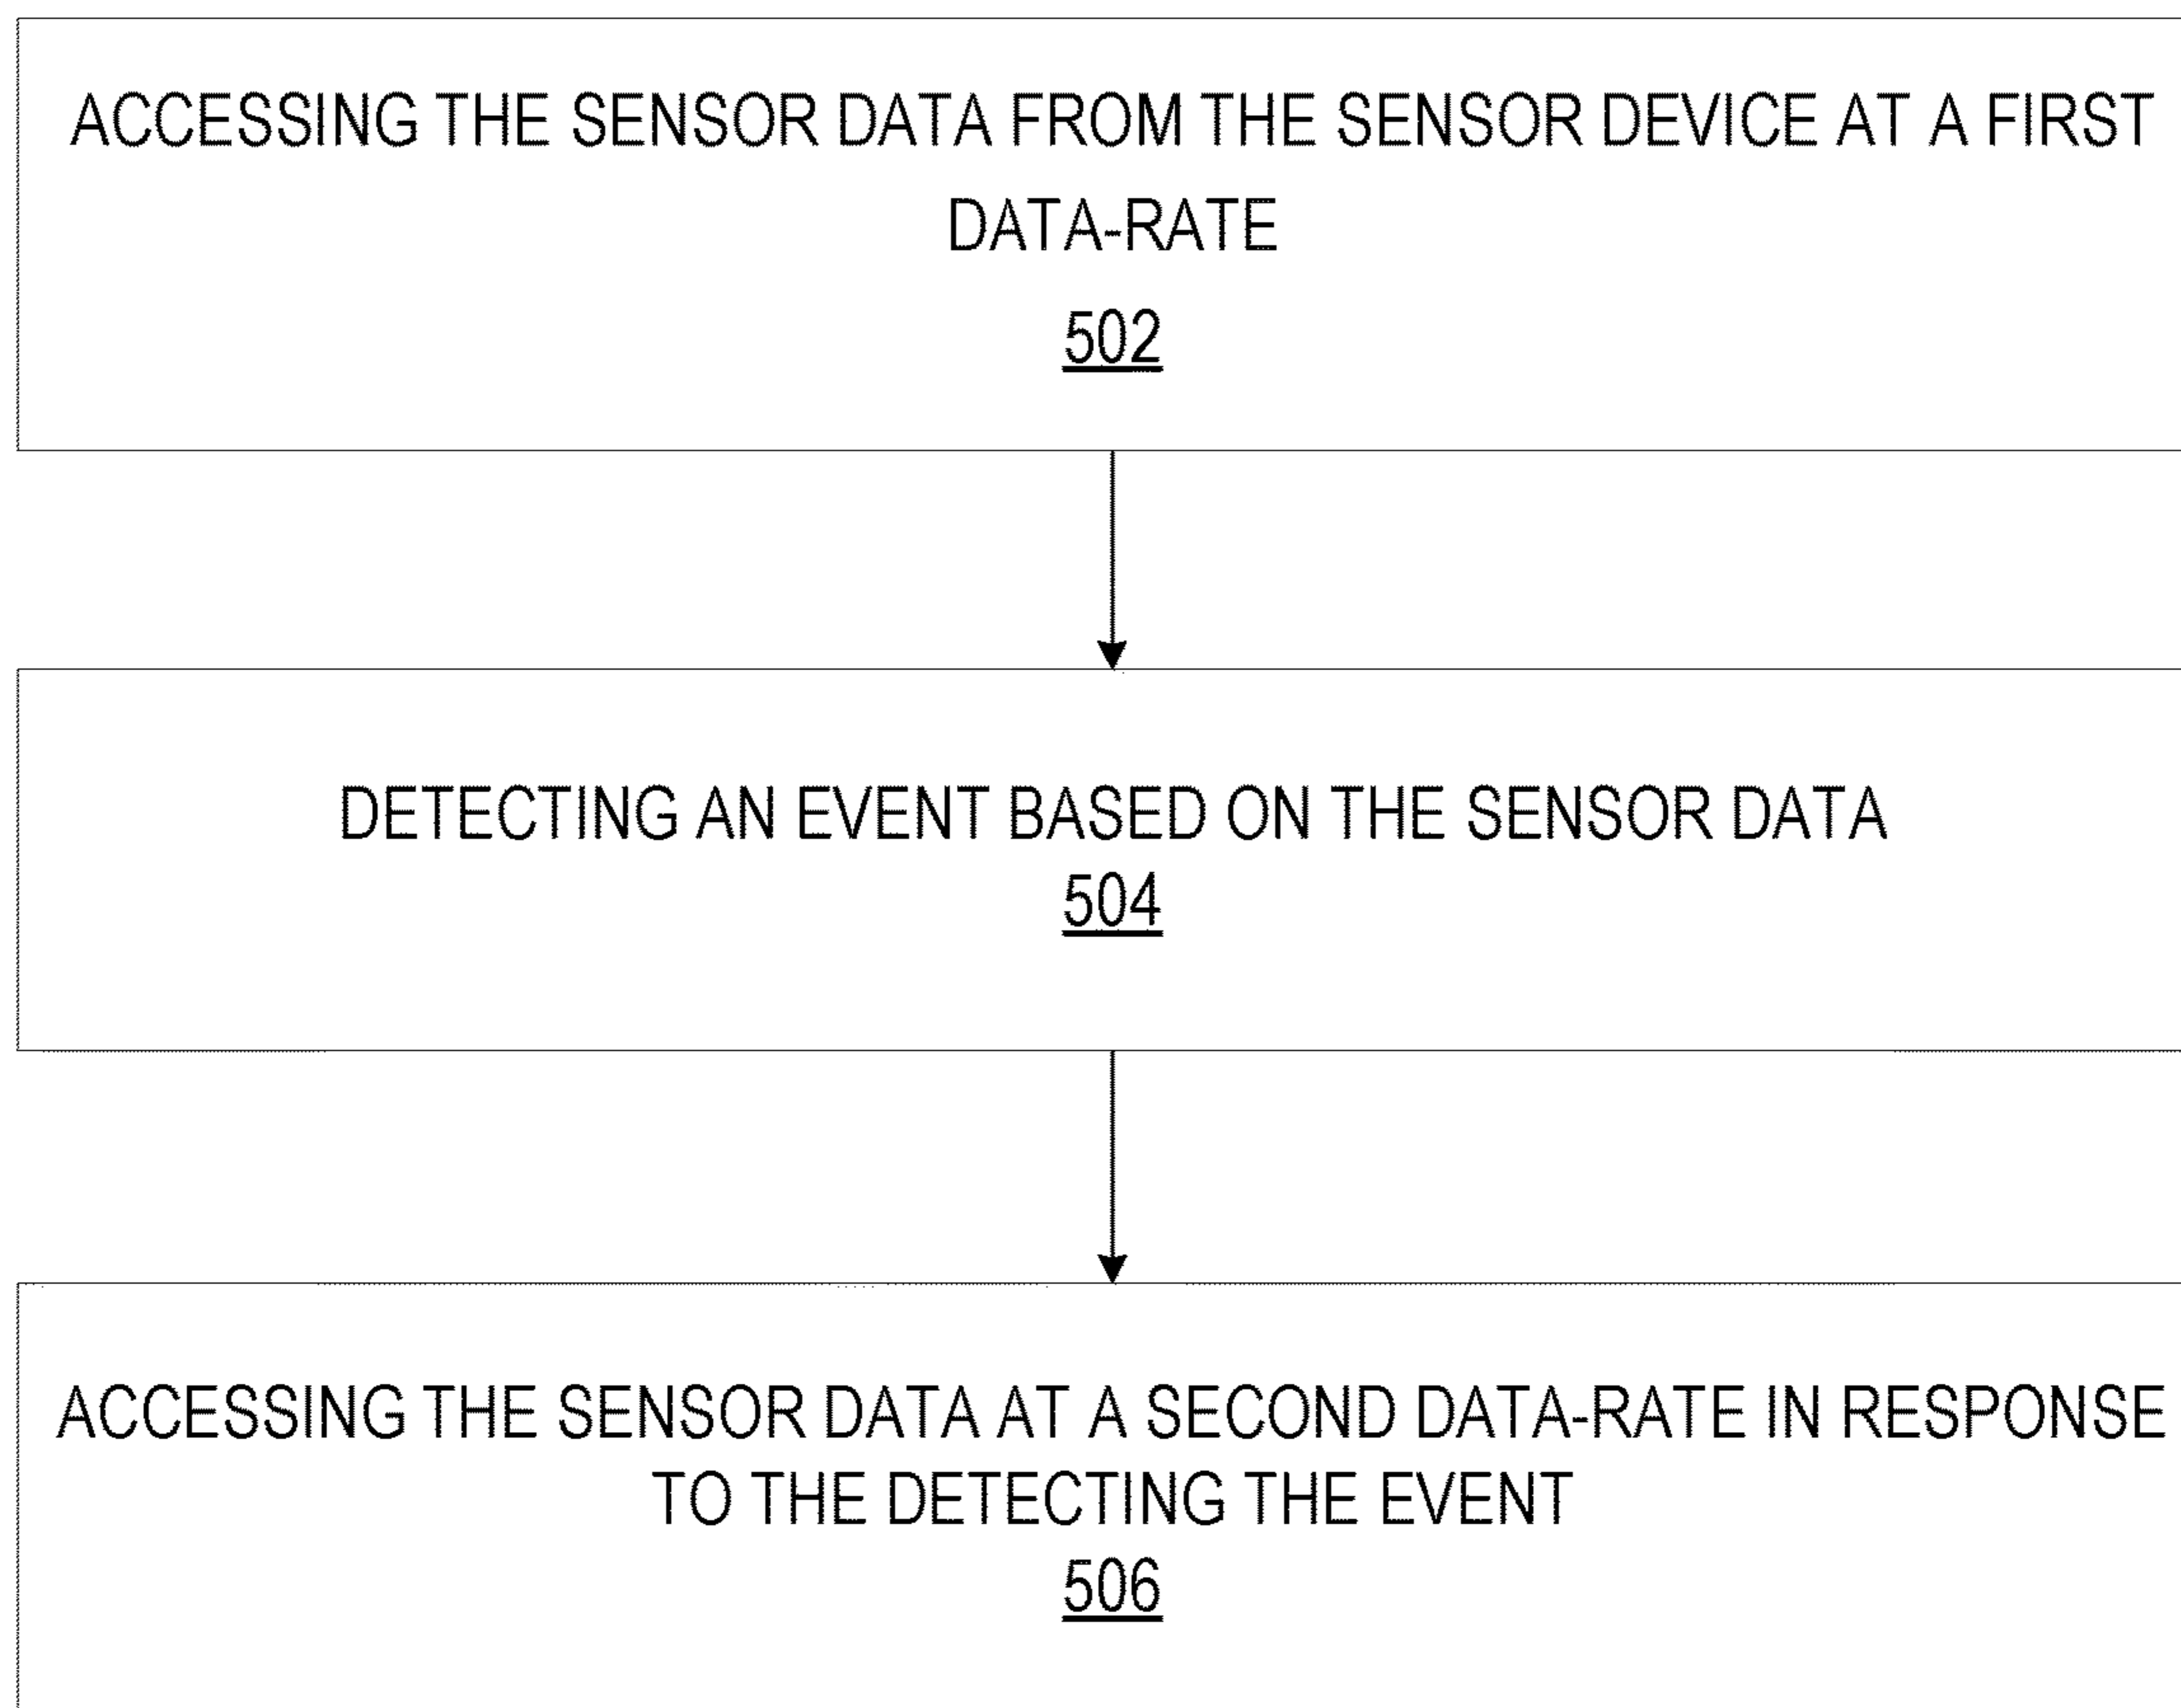 ACCESSING THE SENSOR DATA FROM THE SENSOR DEVICE AT A FIRST
DATA-RATE
502
DETECTING AN EVENT BASED ON THE SENSOR DATA
504
ACCESSING THE SENSOR DATA AT A SECOND DATA-RATE IN RESPONSE
TO THE DETECTING THE EVENT
506